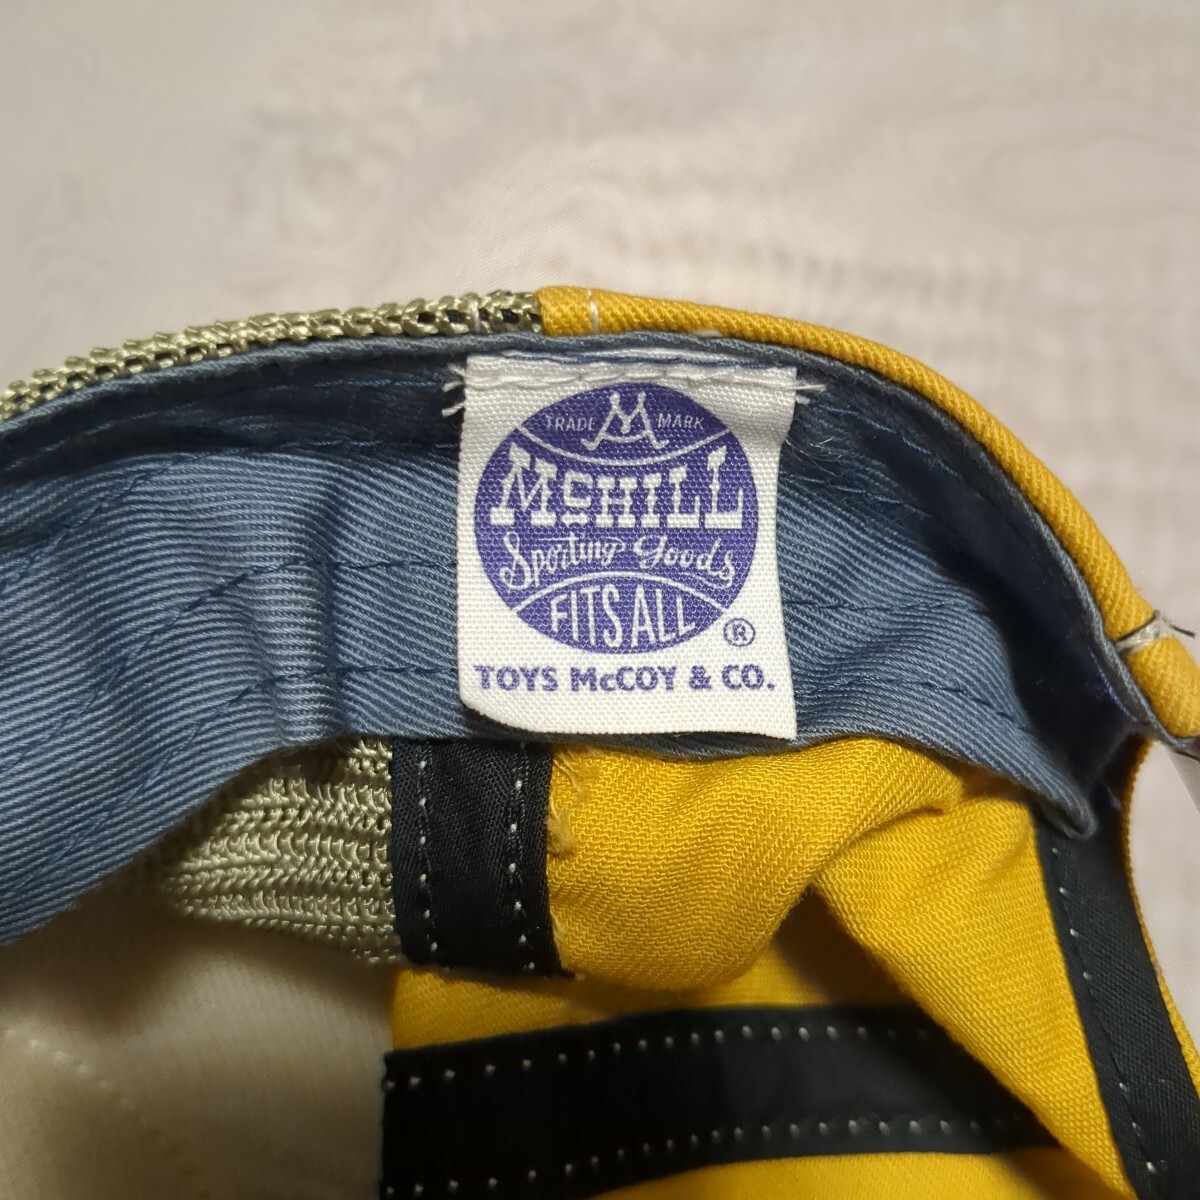 TRADE M MARK
McHILL
Sporting Goods
FITS ALL
®
TOYS McCOY & CO.